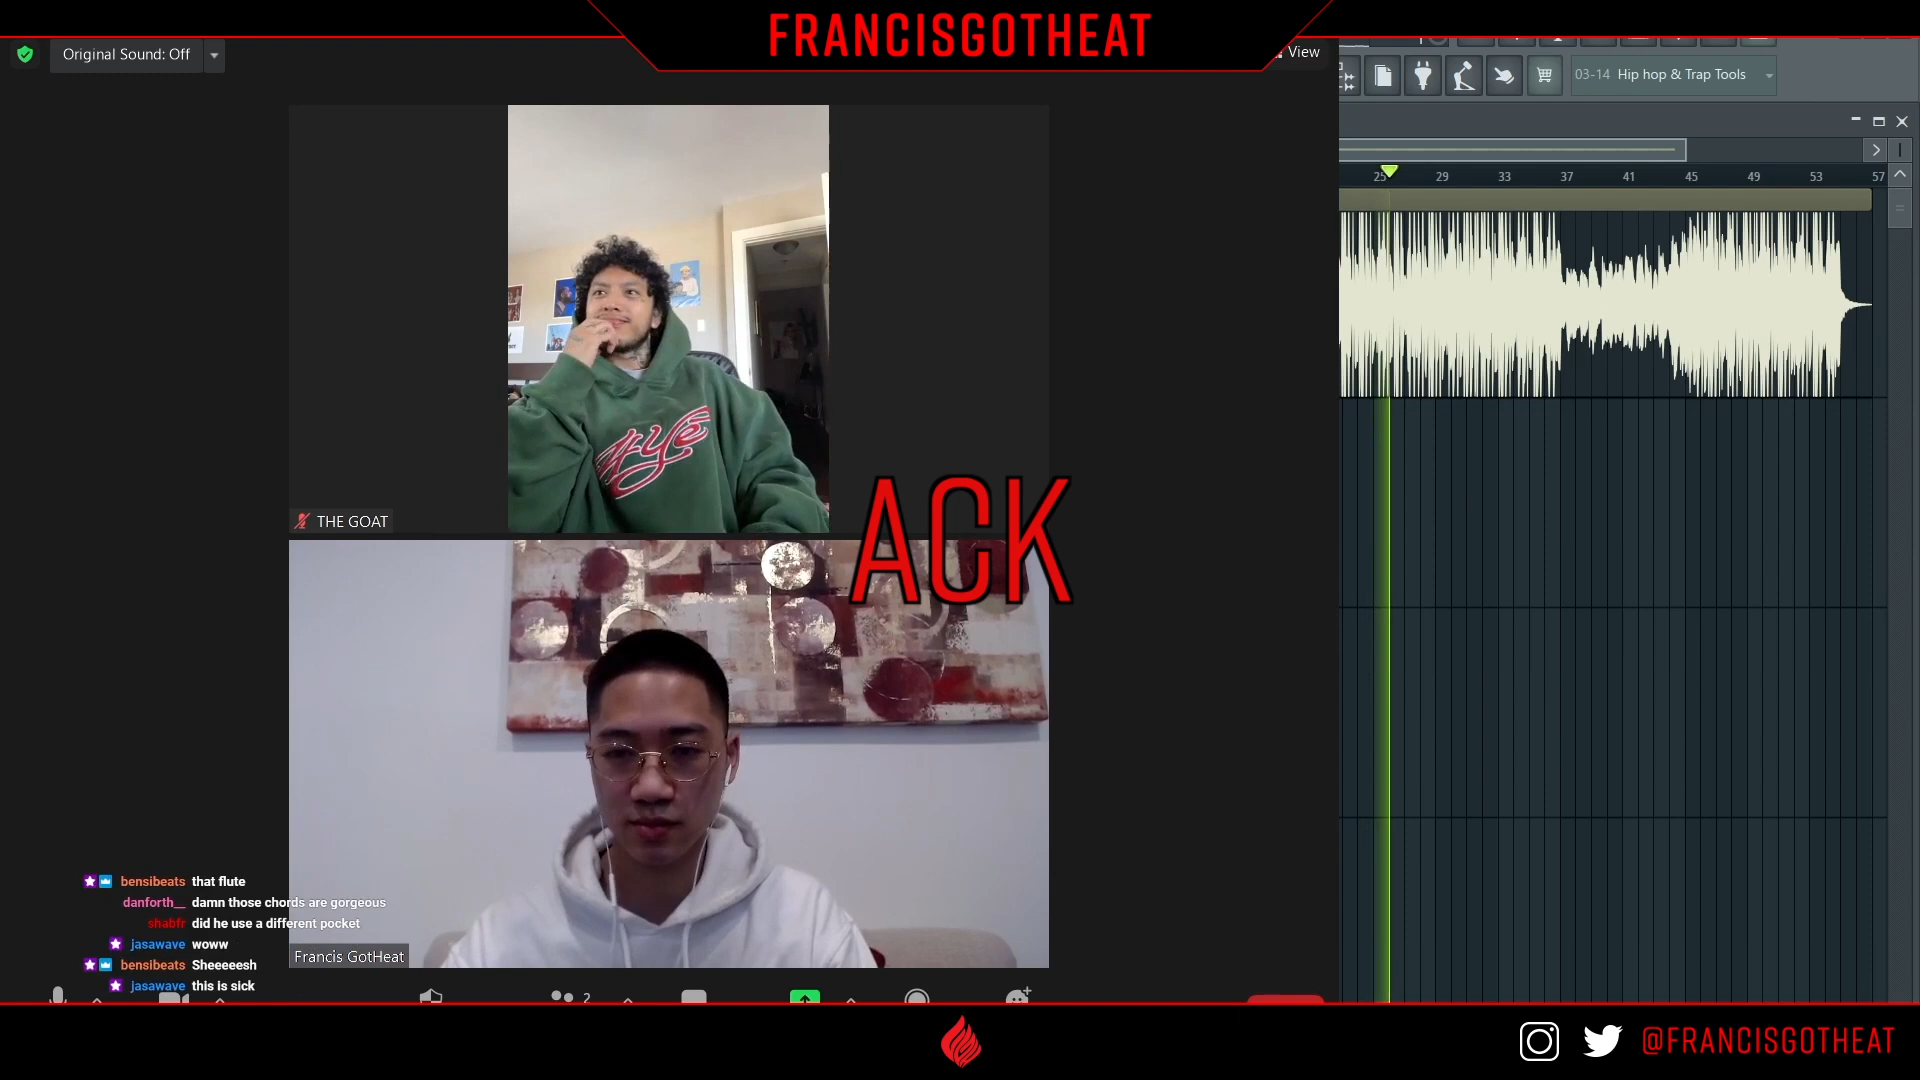 FRANCISGOTHEAT
Original Sound: Off
View
03-14 Hip hop & Trap Tools
25 29 33 37 41 45 49 53 57
THE GOAT
ACK
bensibeats that flute
danforth__ damn those chords are gorgeous
shabfr did he use a different pocket
jasawave woww
bensibeats Sheeeeesh
jasawave this is sick
Francis GotHeat
2
@FRANCISGOTHEAT